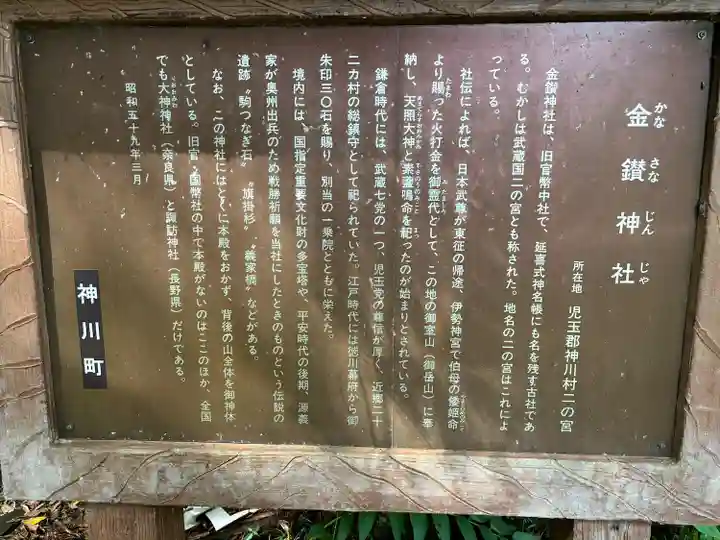 金鑚神社
かな さな じん じゃ
所在地 児玉郡神川村二の宮
金鑚神社は、旧官幣中社で、延喜式神名帳にも名を残す古社であ
る。むかしは武蔵国二の宮とも称された。地名の二の宮はこれによ
っている。
社伝によれば、日本武尊が東征の帰途、伊勢神宮で伯母の倭姫命
より賜った火打金を御霊代として、この地の御室山（御岳山）に奉
納し、天照大神と素盞嗚命を祀ったのが始まりとされている。
鎌倉時代には、武蔵七党の一つ、児玉党の尊信が厚く、近郷二十
二カ村の総鎮守として祀られていた。江戸時代には徳川幕府から御
朱印三〇石を賜り、別当の一乗院とともに栄えた。
境内には、国指定重要文化財の多宝塔や、平安時代の後期、源義
家が奥州出兵のため戦勝祈願を当社にしたときのものという伝説の
遺跡〝駒つなぎ石〟〝旗掛杉〟〝義家橋〟などがある。
なお、この神社にはとくに本殿をおかず、背後の山全体を御神体
としている。旧官・国幣社の中で本殿がないのはここのほか、全国
でも大神神社（奈良県）と諏訪神社（長野県）だけである。
昭和五十九年三月
神川町